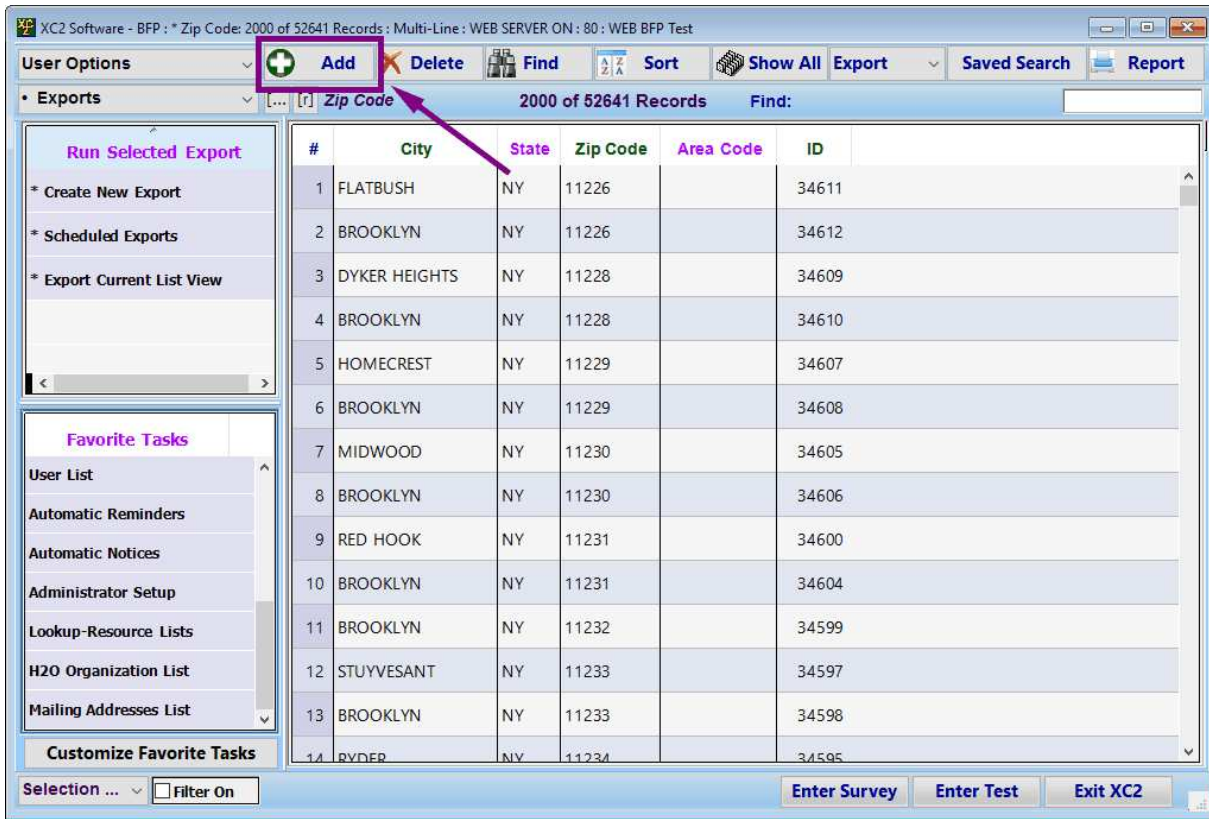 XC2 Software - BFP : * Zip Code: 2000 of 52641 Records : Multi-Line : WEB SERVER ON : 80 : WEB BFP Test
User Options Add Delete Find Sort Show All Export Saved Search Report
• Exports [... [r] Zip Code 2000 of 52641 Records Find:
Run Selected Export
* Create New Export
* Scheduled Exports
* Export Current List View
Favorite Tasks
User List
Automatic Reminders
Automatic Notices
Administrator Setup
Lookup-Resource Lists
H2O Organization List
Mailing Addresses List
Customize Favorite Tasks
# City State Zip Code Area Code ID
1 FLATBUSH NY 11226 34611
2 BROOKLYN NY 11226 34612
3 DYKER HEIGHTS NY 11228 34609
4 BROOKLYN NY 11228 34610
5 HOMECREST NY 11229 34607
6 BROOKLYN NY 11229 34608
7 MIDWOOD NY 11230 34605
8 BROOKLYN NY 11230 34606
9 RED HOOK NY 11231 34600
10 BROOKLYN NY 11231 34604
11 BROOKLYN NY 11232 34599
12 STUYVESANT NY 11233 34597
13 BROOKLYN NY 11233 34598
14 RYDER NY 11234 34595
Selection ... Filter On Enter Survey Enter Test Exit XC2